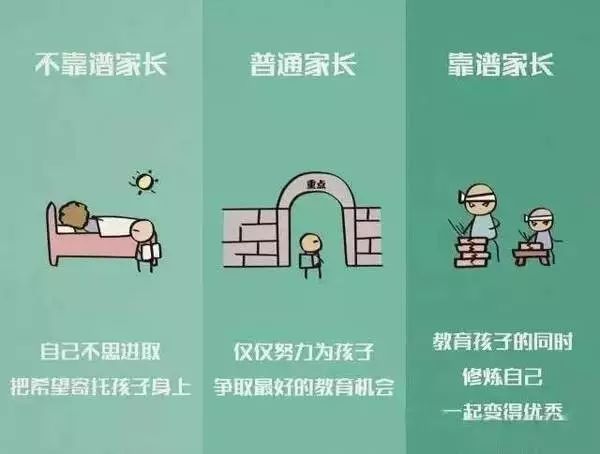 不靠谱家长
自己不思进取
把希望寄托孩子身上
普通家长
重点
仅仅努力为孩子
争取最好的教育机会
靠谱家长
教育孩子的同时
修炼自己
一起变得优秀